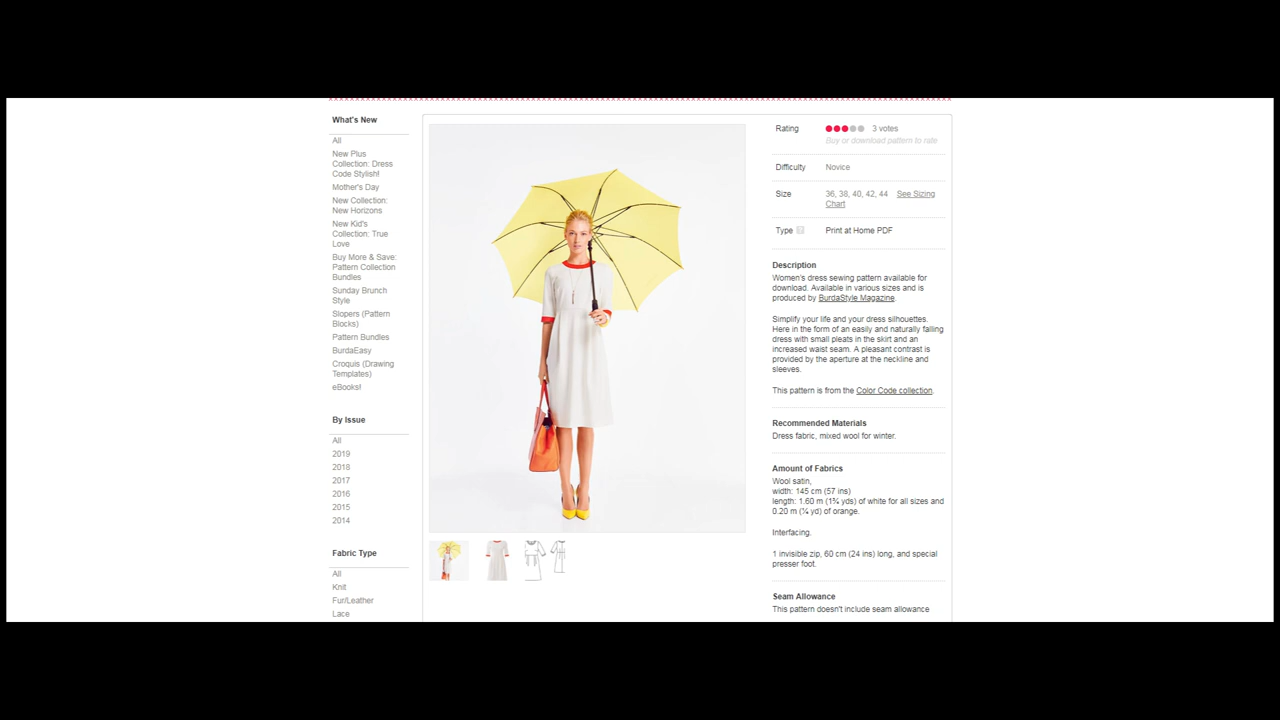 What's New
All
New Plus
Collection: Dress
Code Stylish!
Mother's Day
New Collection:
New Horizons
New Kid's
Collection: True
Love
Buy More & Save:
Pattern Collection
Bundles
Sunday Brunch
Style
Slopers (Pattern
Blocks)
Pattern Bundles
BurdaEasy
Croquis (Drawing
Templates)
eBooks!
By Issue
All
2019
2018
2017
2016
2015
2014
Fabric Type
All
Knit
Fur/Leather
Lace
Rating 3 votes
Buy or download pattern to rate
Difficulty Novice
Size 36, 38, 40, 42, 44 See Sizing
Chart
Type ? Print at Home PDF
Description
Women's dress sewing pattern available for
download. Available in various sizes and is
produced by BurdaStyle Magazine.
Simplify your life and your dress silhouettes.
Here in the form of an easily and naturally falling
dress with small pleats in the skirt and an
increased waist seam. A pleasant contrast is
provided by the aperture at the neckline and
sleeves.
This pattern is from the Color Code collection.
Recommended Materials
Dress fabric, mixed wool for winter.
Amount of Fabrics
Wool satin,
width: 145 cm (57 ins)
length: 1.60 m (1¾ yds) of white for all sizes and
0.20 m (¼ yd) of orange.
Interfacing.
1 invisible zip, 60 cm (24 ins) long, and special
presser foot.
Seam Allowance
This pattern doesn't include seam allowance